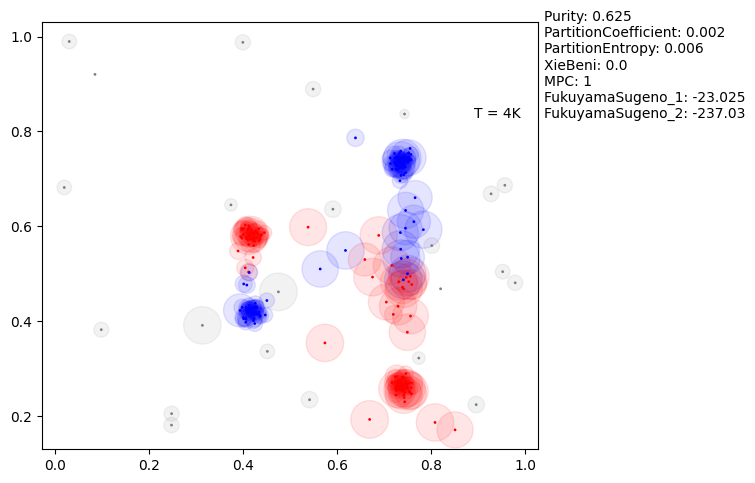 Purity: 0.625
PartitionCoefficient: 0.002
PartitionEntropy: 0.006
XieBeni: 0.0
MPC: 1
FukuyamaSugeno_1: -23.025
FukuyamaSugeno_2: -237.03
T = 4K
1.0
0.8
0.6
0.4
0.2
0.0 0.2 0.4 0.6 0.8 1.0